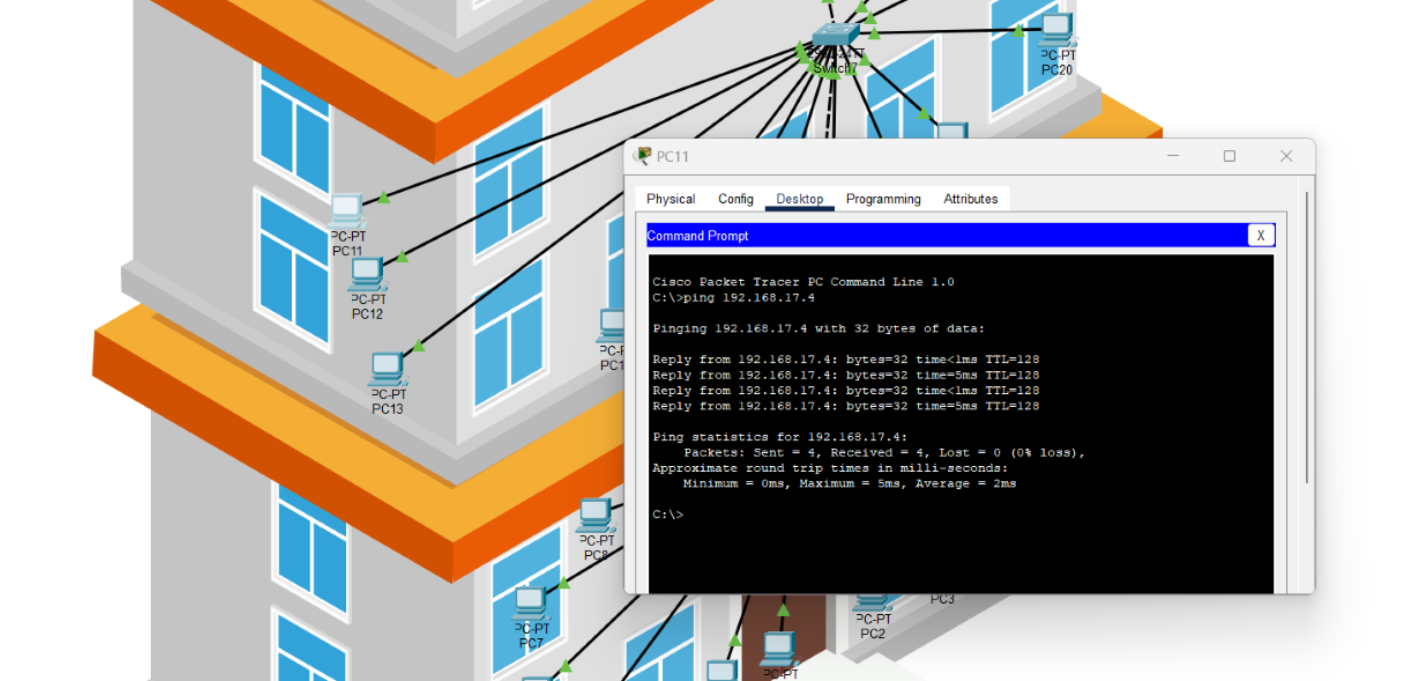 Switch7
PC-PT
PC20
PC11
Physical Config Desktop Programming Attributes
Command Prompt X
Cisco Packet Tracer PC Command Line 1.0
C:\>ping 192.168.17.4
Pinging 192.168.17.4 with 32 bytes of data:
Reply from 192.168.17.4: bytes=32 time<1ms TTL=128
Reply from 192.168.17.4: bytes=32 time=5ms TTL=128
Reply from 192.168.17.4: bytes=32 time<1ms TTL=128
Reply from 192.168.17.4: bytes=32 time=5ms TTL=128
Ping statistics for 192.168.17.4:
Packets: Sent = 4, Received = 4, Lost = 0 (0% loss),
Approximate round trip times in milli-seconds:
Minimum = 0ms, Maximum = 5ms, Average = 2ms
C:\>
PC-PT
PC11
PC-PT
PC12
PC-PT
PC13
PC-PT
PC8
PC-PT
PC7
PC3
PC-PT
PC2
PC-PT